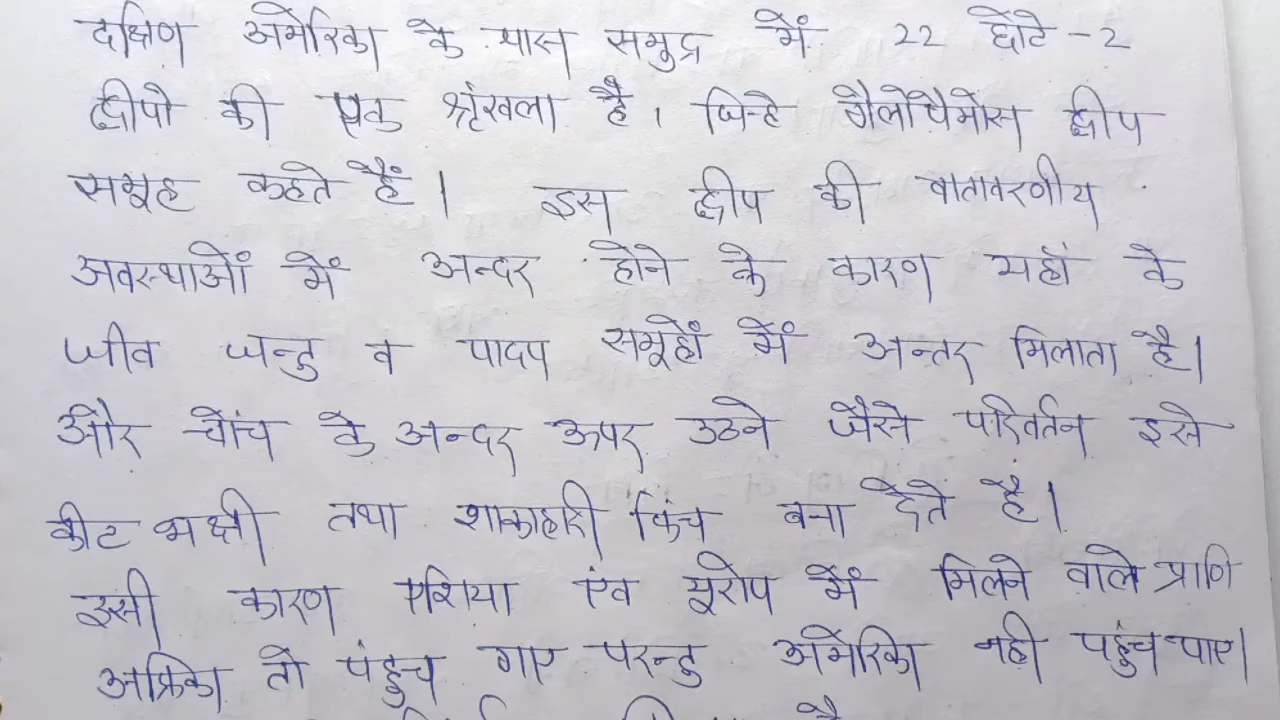 दक्षिण अमेरिका के पास समुद्र में 22 छोटे-2
द्वीपो की एक श्रृंखला है, जिन्हे गैलोपैगोस द्वीप
समूह कहते हैं। इस द्वीप की वातावरणीय
अवस्थाओं में अन्दर होने के कारण यहाँ के
जीव जन्तु व पादप समूहों में अन्तर मिलाता है।
और चोंच के अन्दर ऊपर उठने जैसे परिवर्तन इसे
कीट भक्षी तथा शाकाहारी फिंच बना देते है।
इसी कारण एशिया एंव यूरोप में मिलने वाले प्राणि
अफ्रिका तो पंहुच गए परन्तु अमेरिका नही पहुंच पाए।